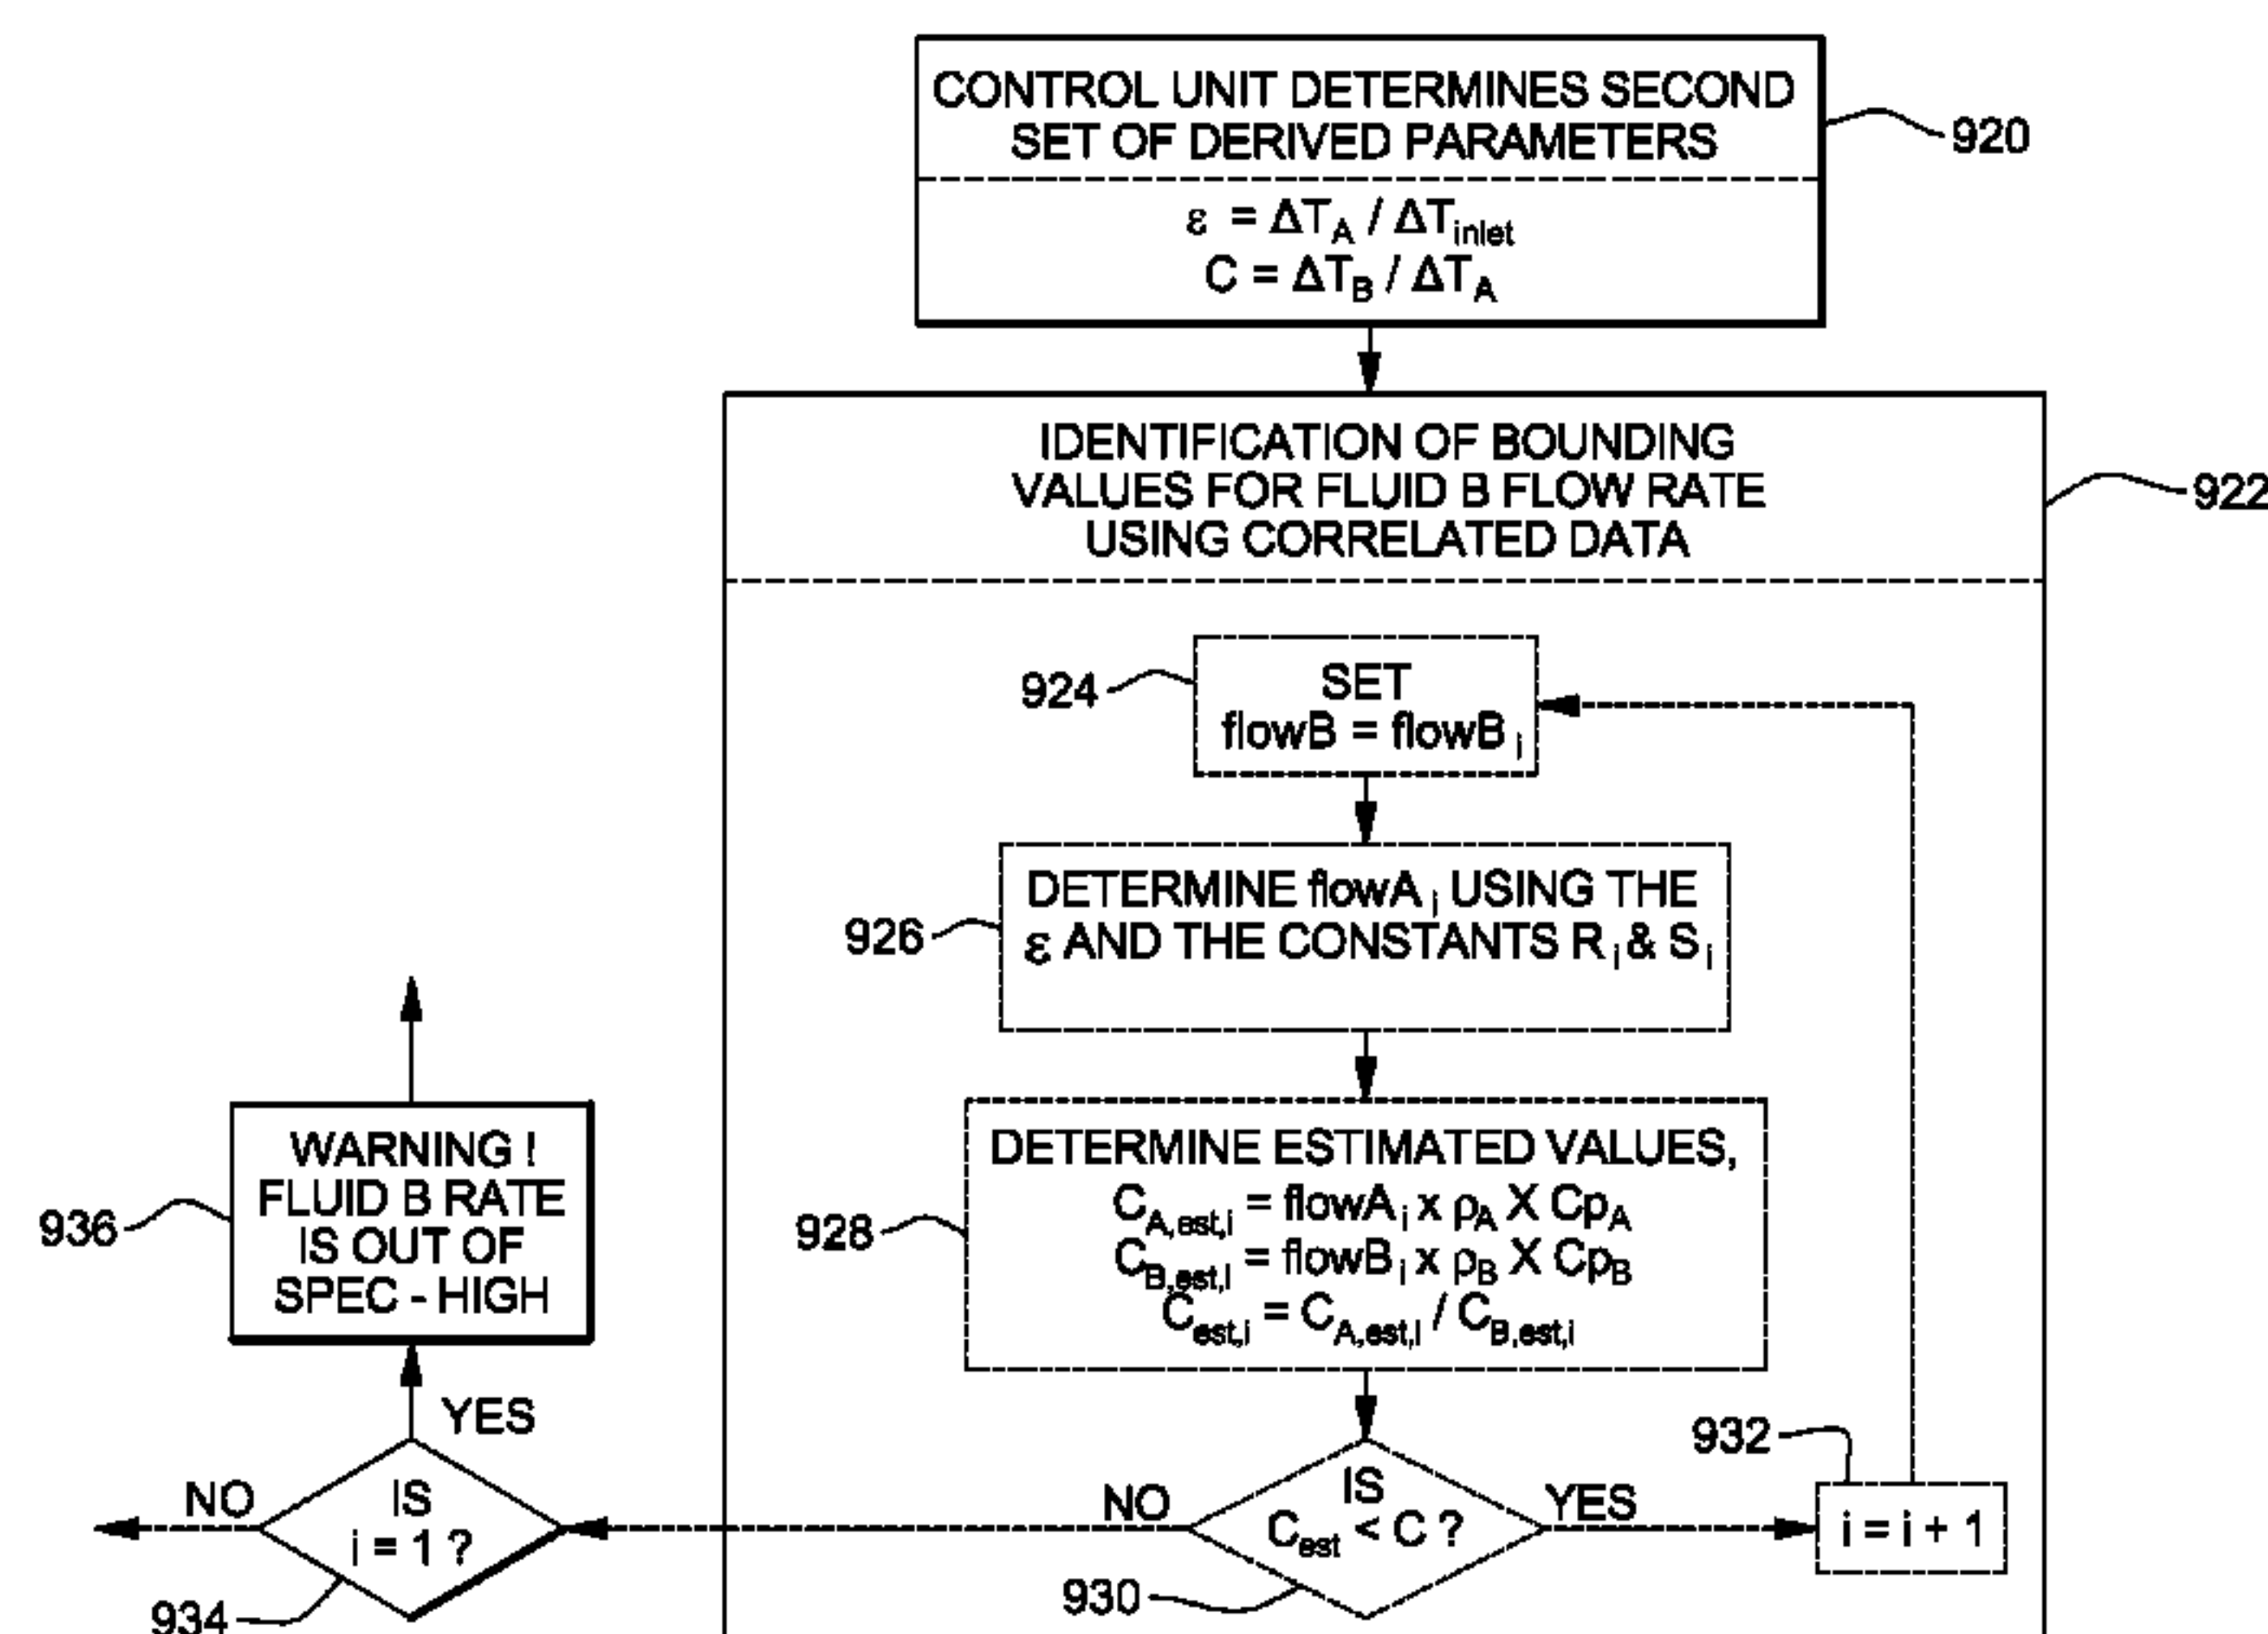 CONTROL UNIT DETERMINES SECOND
SET OF DERIVED PARAMETERS
920
ε = ΔT_A / ΔT_inlet
C = ΔT_B / ΔT_A
IDENTIFICATION OF BOUNDING
VALUES FOR FLUID B FLOW RATE
USING CORRELATED DATA
922
924
SET
flowB = flowB_i
926
DETERMINE flowA_i USING THE
ε AND THE CONSTANTS R_i & S_i
928
DETERMINE ESTIMATED VALUES,
C_A,est,i = flowA_i x ρ_A X Cp_A
C_B,est,i = flowB_i x ρ_B X Cp_B
C_est,i = C_A,est,i / C_B,est,i
936
WARNING !
FLUID B RATE
IS OUT OF
SPEC - HIGH
YES
NO
IS
i = 1 ?
934
NO
IS
C_est < C ?
YES
930
932
i = i + 1